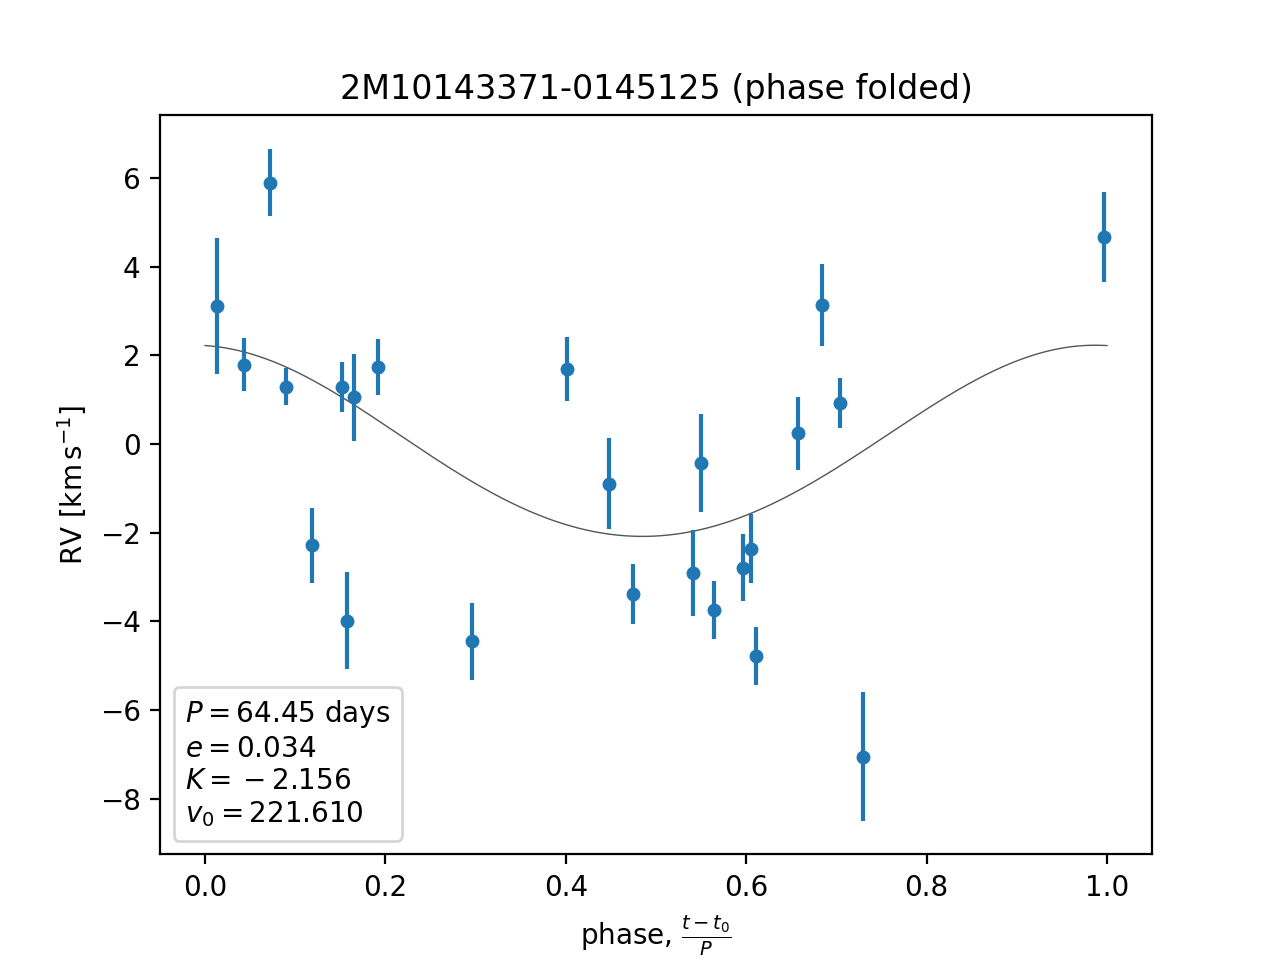 2M10143371-0145125 (phase folded)
RV [km s⁻¹]
6
4
2
0
−2
−4
−6
−8
P = 64.45 days
e = 0.034
K = −2.156
v₀ = 221.610
0.0 0.2 0.4 0.6 0.8 1.0
phase, (t − t₀)/P